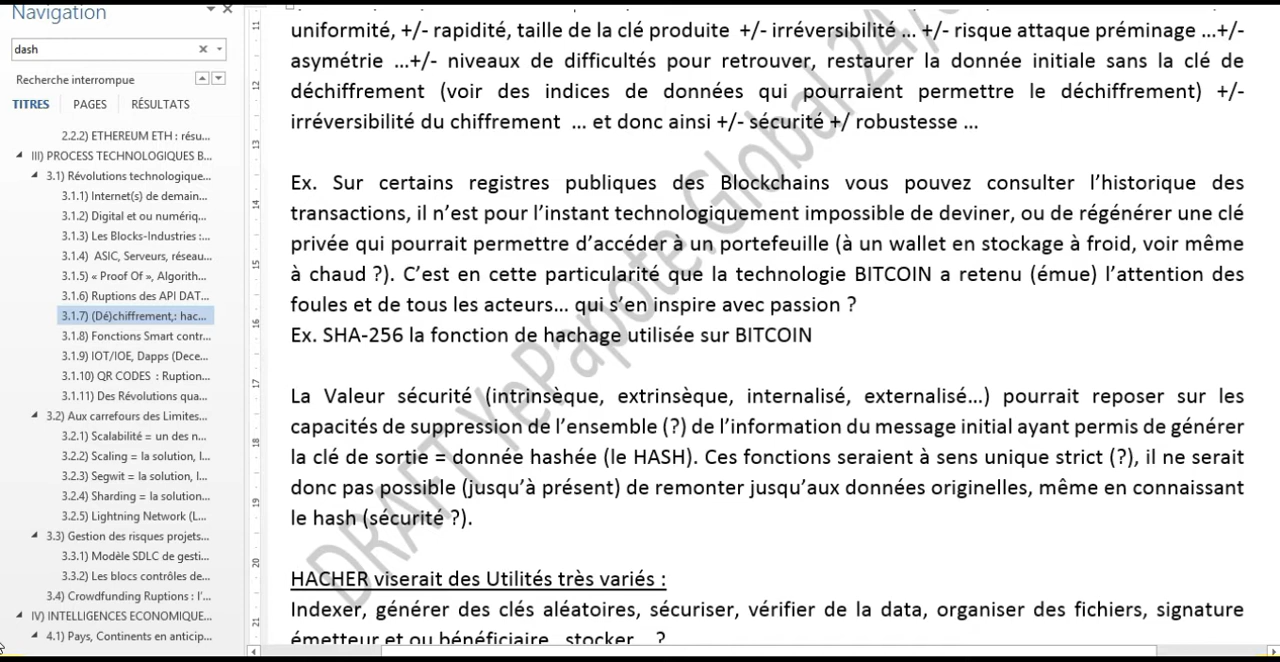 Navigation
dash
Recherche interrompue
TITRES PAGES RÉSULTATS
2.2.2) ETHEREUM ETH : résu...
III) PROCESS TECHNOLOGIQUES B...
3.1) Révolutions technologique...
3.1.1) Internet(s) de demain...
3.1.2) Digital et ou numériq...
3.1.3) Les Blocks-Industries :...
3.1.4) ASIC, Serveurs, réseau...
3.1.5) « Proof Of », Algorith...
3.1.6) Ruptions des API DAT...
3.1.7) (Dé)chiffrement,: hac...
3.1.8) Fonctions Smart contr...
3.1.9) IOT/IOE, Dapps (Dece...
3.1.10) QR CODES : Ruption...
3.1.11) Des Révolutions qua...
3.2) Aux carrefours des Limites...
3.2.1) Scalabilité = un des n...
3.2.2) Scaling = la solution, l...
3.2.3) Segwit = la solution, l...
3.2.4) Sharding = la solution...
3.2.5) Lightning Network (L...
3.3) Gestion des risques projets...
3.3.1) Modèle SDLC de gesti...
3.3.2) Les blocs contrôles de...
3.4) Crowdfunding Ruptions : l'...
IV) INTELLIGENCES ECONOMIQUE...
4.1) Pays, Continents en anticip...
11
12
13
14
15
16
17
18
19
20
21
uniformité, +/- rapidité, taille de la clé produite +/- irréversibilité ... +/- risque attaque préminage ...+/-
asymétrie ...+/- niveaux de difficultés pour retrouver, restaurer la donnée initiale sans la clé de
déchiffrement (voir des indices de données qui pourraient permettre le déchiffrement) +/-
irréversibilité du chiffrement ... et donc ainsi +/- sécurité +/ robustesse ...
Ex. Sur certains registres publiques des Blockchains vous pouvez consulter l'historique des
transactions, il n'est pour l'instant technologiquement impossible de deviner, ou de régénérer une clé
privée qui pourrait permettre d'accéder à un portefeuille (à un wallet en stockage à froid, voir même
à chaud ?). C'est en cette particularité que la technologie BITCOIN a retenu (émue) l'attention des
foules et de tous les acteurs... qui s'en inspire avec passion ?
Ex. SHA-256 la fonction de hachage utilisée sur BITCOIN
La Valeur sécurité (intrinsèque, extrinsèque, internalisé, externalisé...) pourrait reposer sur les
capacités de suppression de l'ensemble (?) de l'information du message initial ayant permis de générer
la clé de sortie = donnée hashée (le HASH). Ces fonctions seraient à sens unique strict (?), il ne serait
donc pas possible (jusqu'à présent) de remonter jusqu'aux données originelles, même en connaissant
le hash (sécurité ?).
HACHER viserait des Utilités très variés :
Indexer, générer des clés aléatoires, sécuriser, vérifier de la data, organiser des fichiers, signature
émetteur et ou bénéficiaire, stocker ... ?
DRAFT YePapote.Global 24/